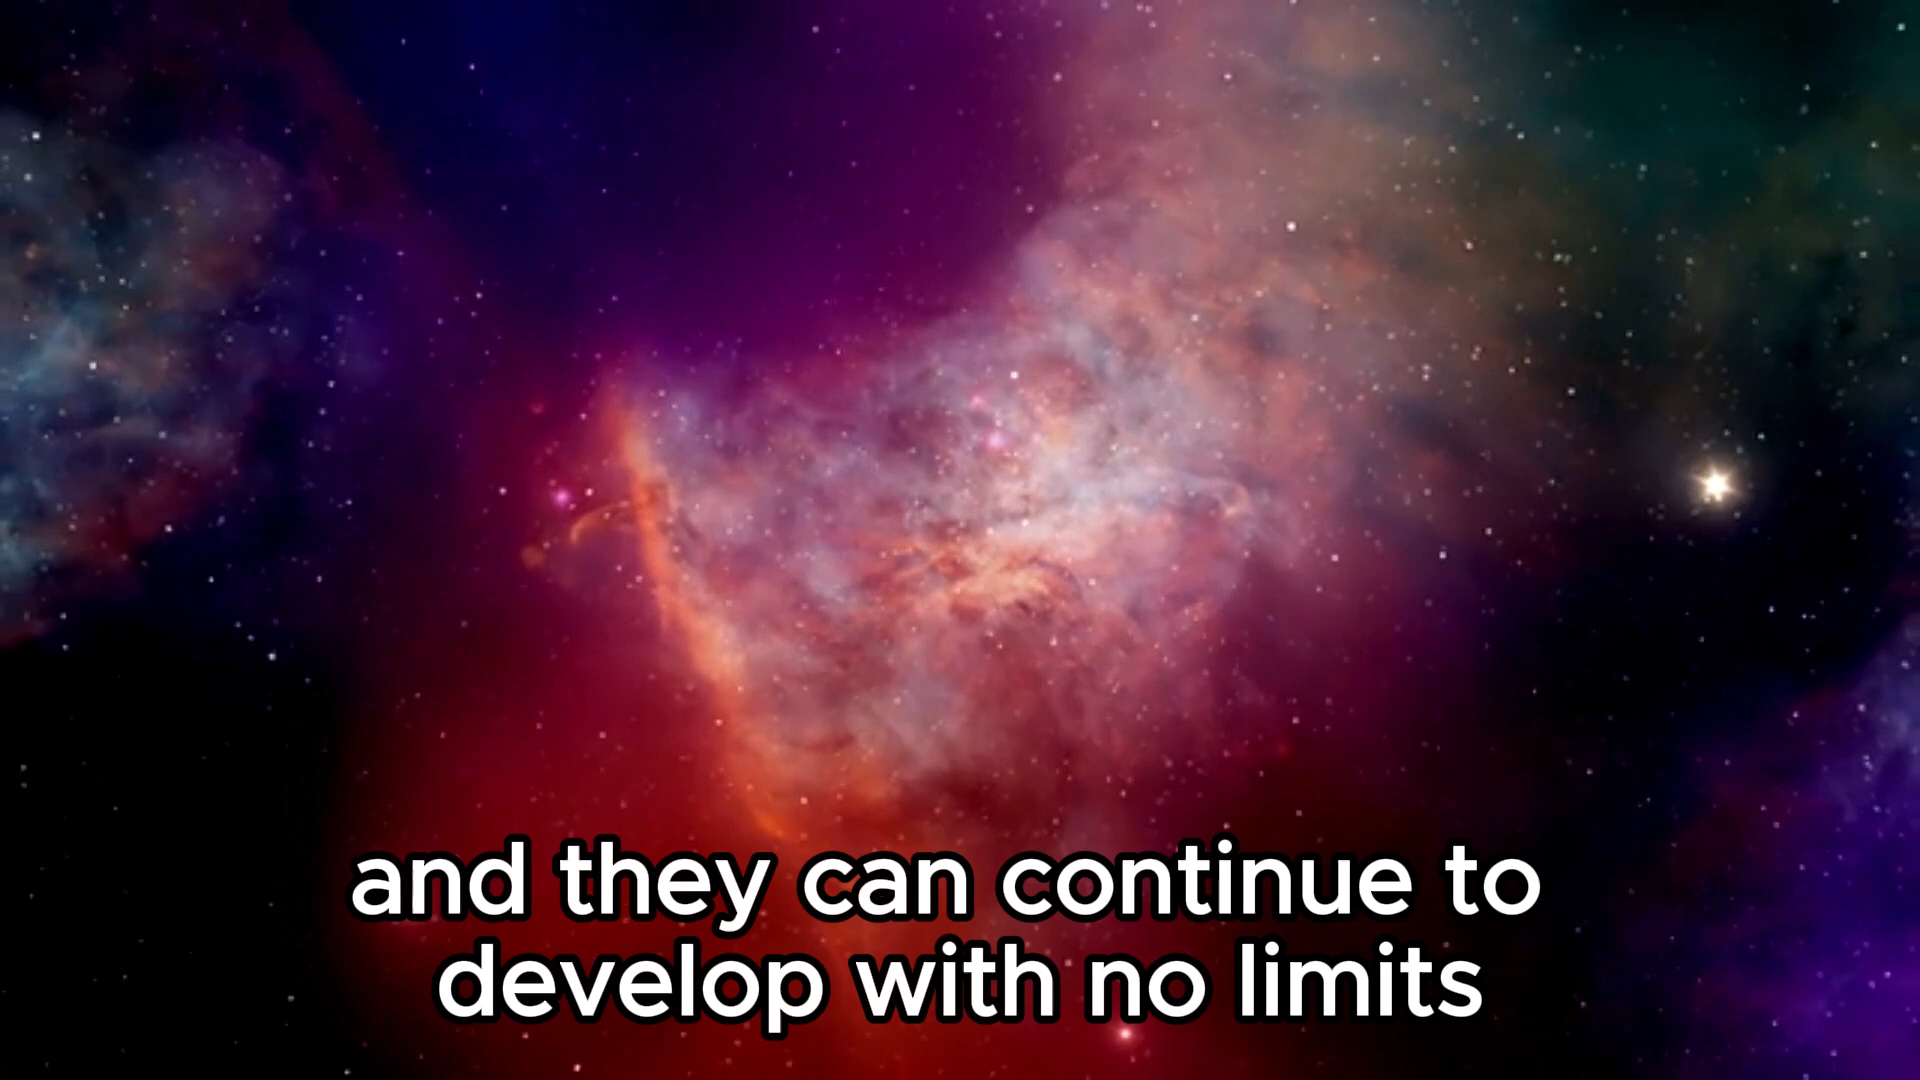 and they can continue to
develop with no limits